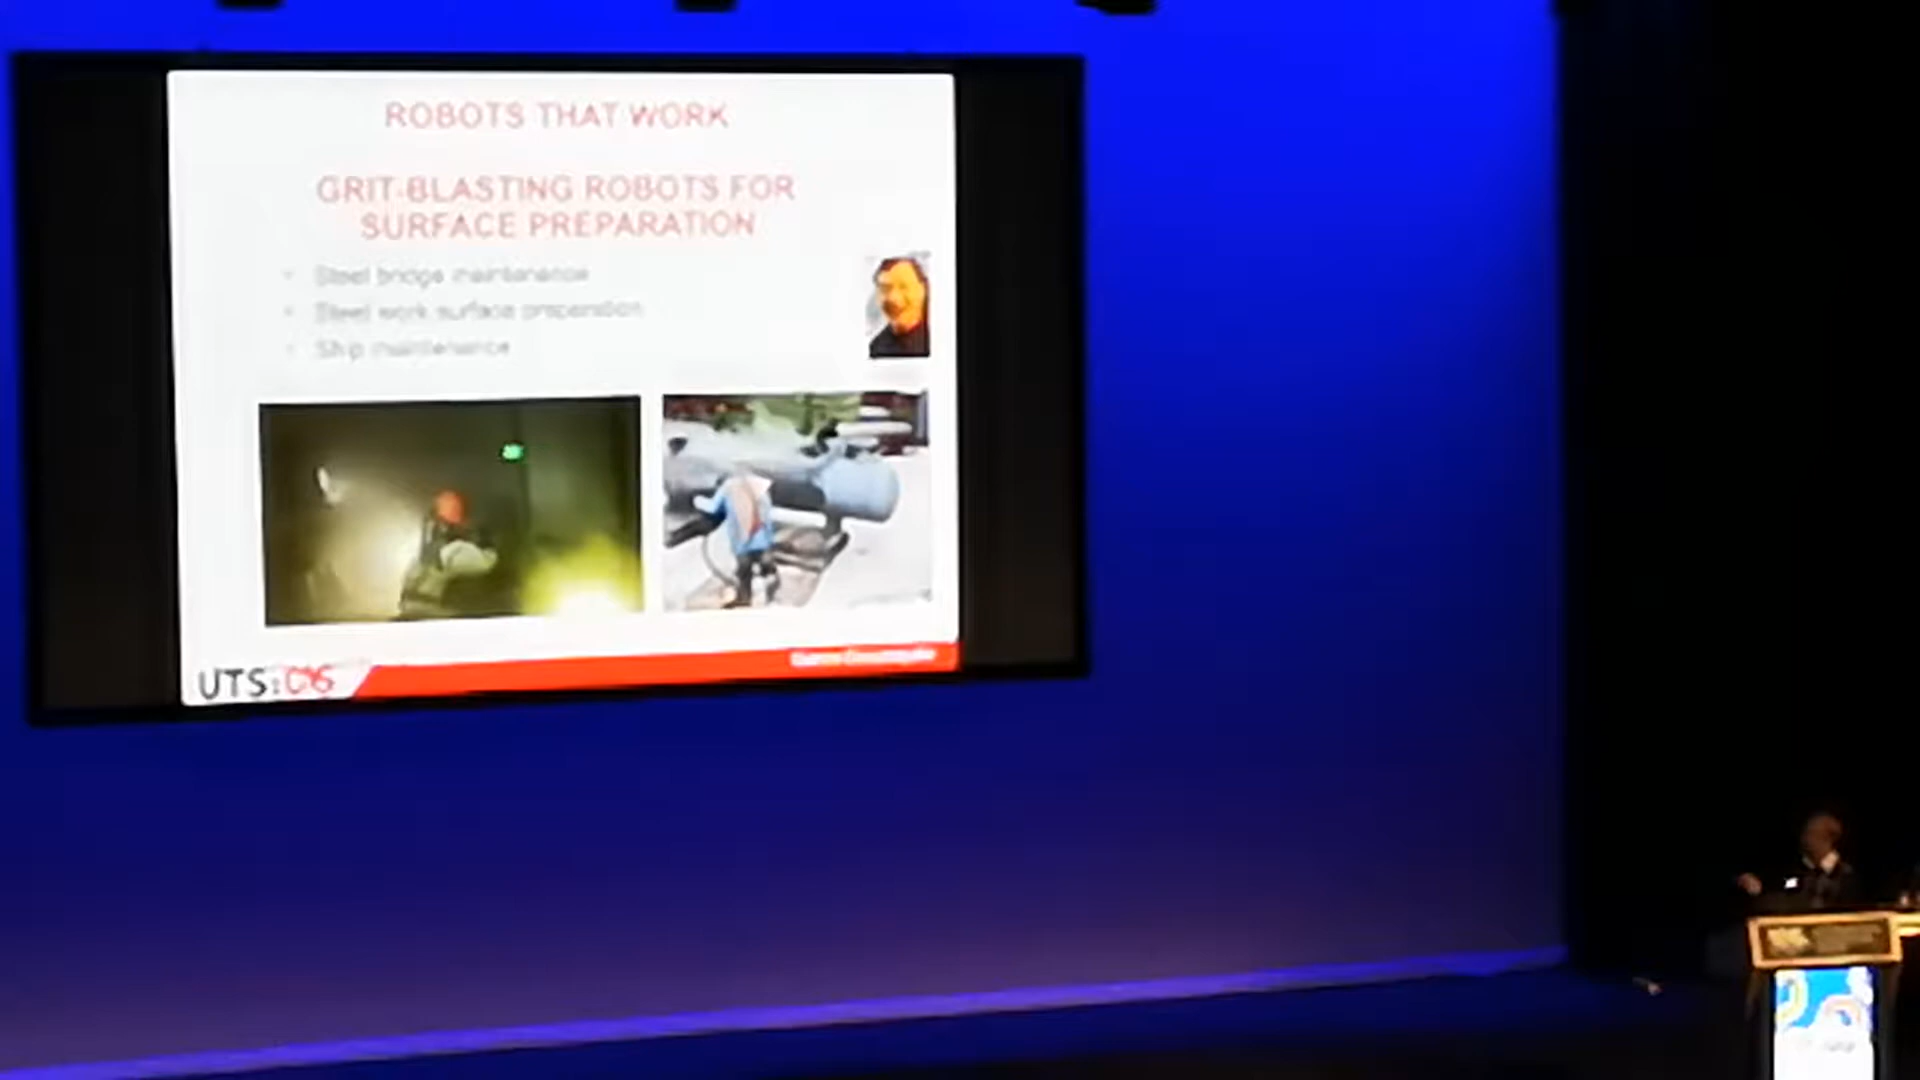 ROBOTS THAT WORK
GRIT-BLASTING ROBOTS FOR
SURFACE PREPARATION
Steel bridge maintenance
Steel work surface preparation
Ship maintenance
UTS: